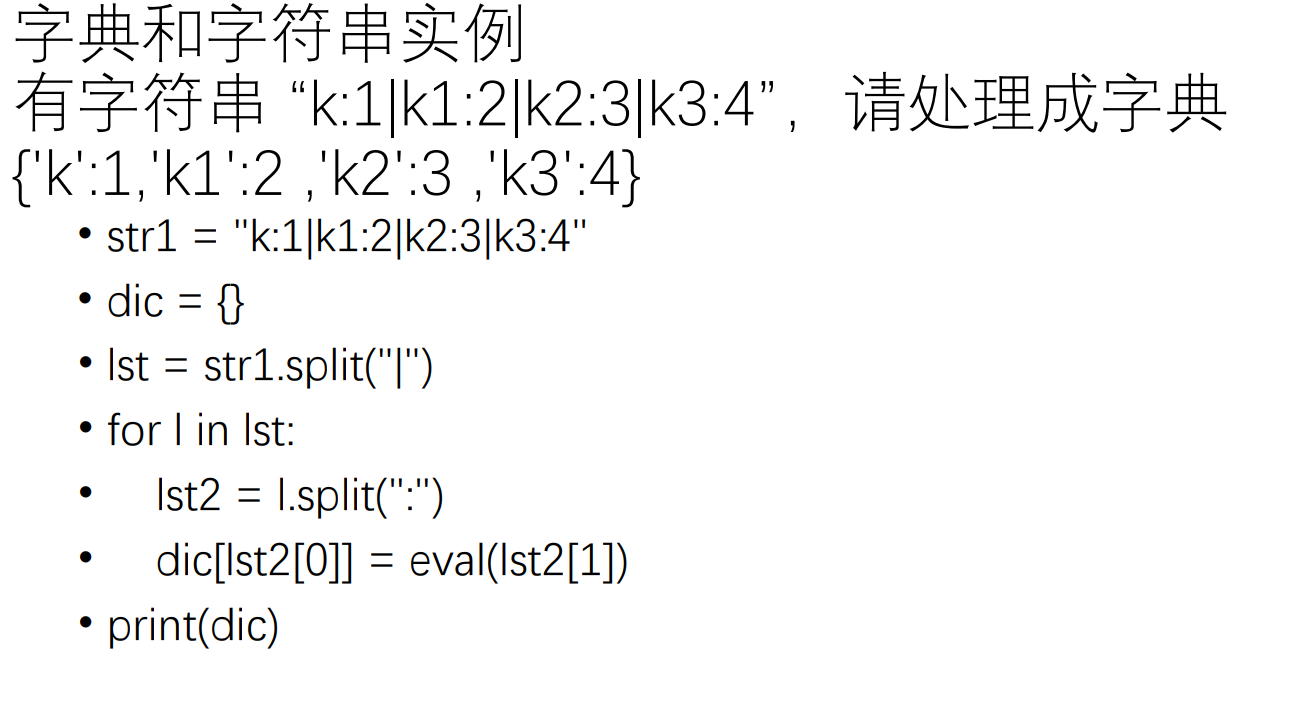 字典和字符串实例
有字符串 “k:1|k1:2|k2:3|k3:4”， 请处理成字典
{'k':1,'k1':2 ,'k2':3 ,'k3':4}
• str1 = "k:1|k1:2|k2:3|k3:4"
• dic = {}
• lst = str1.split("|")
• for l in lst:
•     lst2 = l.split(":")
•     dic[lst2[0]] = eval(lst2[1])
• print(dic)